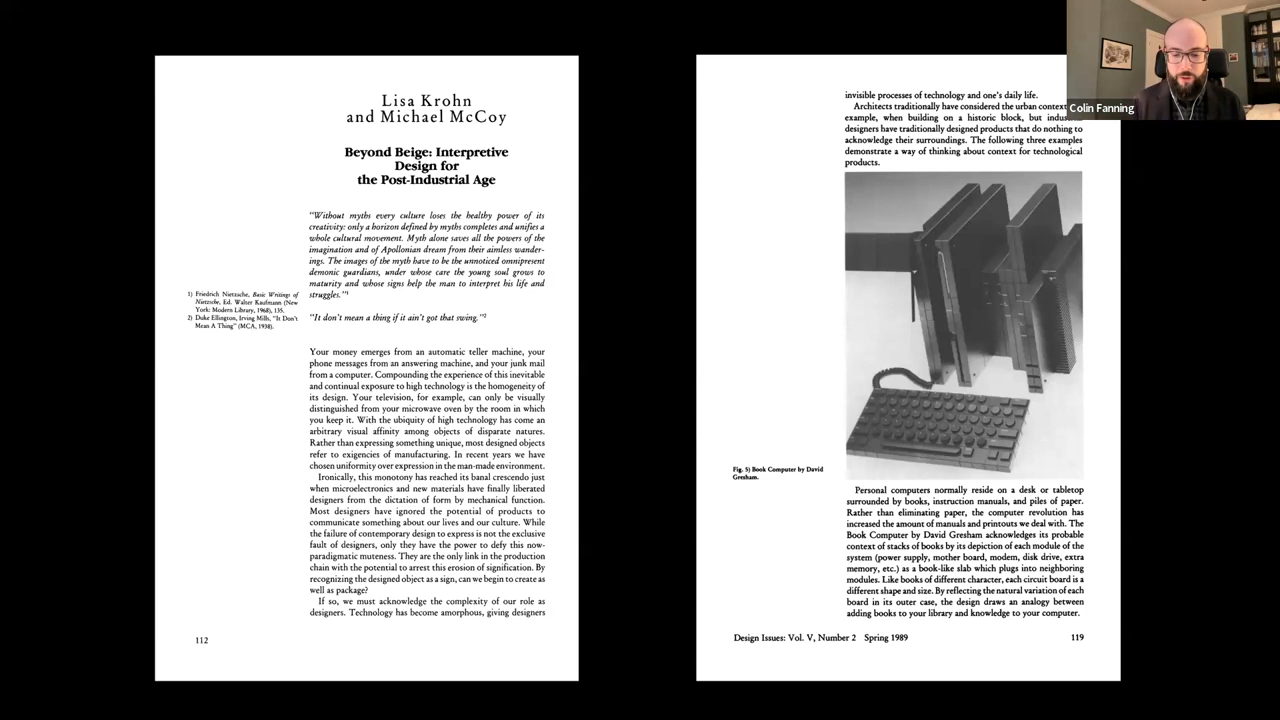 Lisa Krohn
and Michael McCoy
Beyond Beige: Interpretive
Design for
the Post-Industrial Age
"Without myths every culture loses the healthy power of its
creativity: only a horizon defined by myths completes and unifies a
whole cultural movement. Myth alone saves all the powers of the
imagination and of Apollonian dream from their aimless wander-
ings. The images of the myth have to be the unnoticed omnipresent
demonic guardians, under whose care the young soul grows to
maturity and whose signs help the man to interpret his life and
struggles."1
1) Friedrich Nietzsche, Basic Writings of
Nietzsche, Ed. Walter Kaufmann (New
York: Modern Library, 1968), 135.
2) Duke Ellington, Irving Mills, "It Don't
Mean A Thing" (MCA, 1938).
"It don't mean a thing if it ain't got that swing."2
Your money emerges from an automatic teller machine, your
phone messages from an answering machine, and your junk mail
from a computer. Compounding the experience of this inevitable
and continual exposure to high technology is the homogeneity of
its design. Your television, for example, can only be visually
distinguished from your microwave oven by the room in which
you keep it. With the ubiquity of high technology has come an
arbitrary visual affinity among objects of disparate natures.
Rather than expressing something unique, most designed objects
refer to exigencies of manufacturing. In recent years we have
chosen uniformity over expression in the man-made environment.
Ironically, this monotony has reached its banal crescendo just
when microelectronics and new materials have finally liberated
designers from the dictation of form by mechanical function.
Most designers have ignored the potential of products to
communicate something about our lives and our culture. While
the failure of contemporary design to express is not the exclusive
fault of designers, only they have the power to defy this now-
paradigmatic muteness. They are the only link in the production
chain with the potential to arrest this erosion of signification. By
recognizing the designed object as a sign, can we begin to create as
well as package?
If so, we must acknowledge the complexity of our role as
designers. Technology has become amorphous, giving designers
112
invisible processes of technology and one's daily life.
Architects traditionally have considered the urban context
example, when building on a historic block, but
designers have traditionally designed products that do nothing to
acknowledge their surroundings. The following three examples
demonstrate a way of thinking about context for technological
products.
Fig. 5) Book Computer by David
Gresham.
Personal computers normally reside on a desk or tabletop
surrounded by books, instruction manuals, and piles of paper.
Rather than eliminating paper, the computer revolution has
increased the amount of manuals and printouts we deal with. The
Book Computer by David Gresham acknowledges its probable
context of stacks of books by its depiction of each module of the
system (power supply, mother board, modem, disk drive, extra
memory, etc.) as a book-like slab which plugs into neighboring
modules. Like books of different character, each circuit board is a
different shape and size. By reflecting the natural variation of each
board in its outer case, the design draws an analogy between
adding books to your library and knowledge to your computer.
Design Issues: Vol. V, Number 2 Spring 1989
119
Colin Fanning